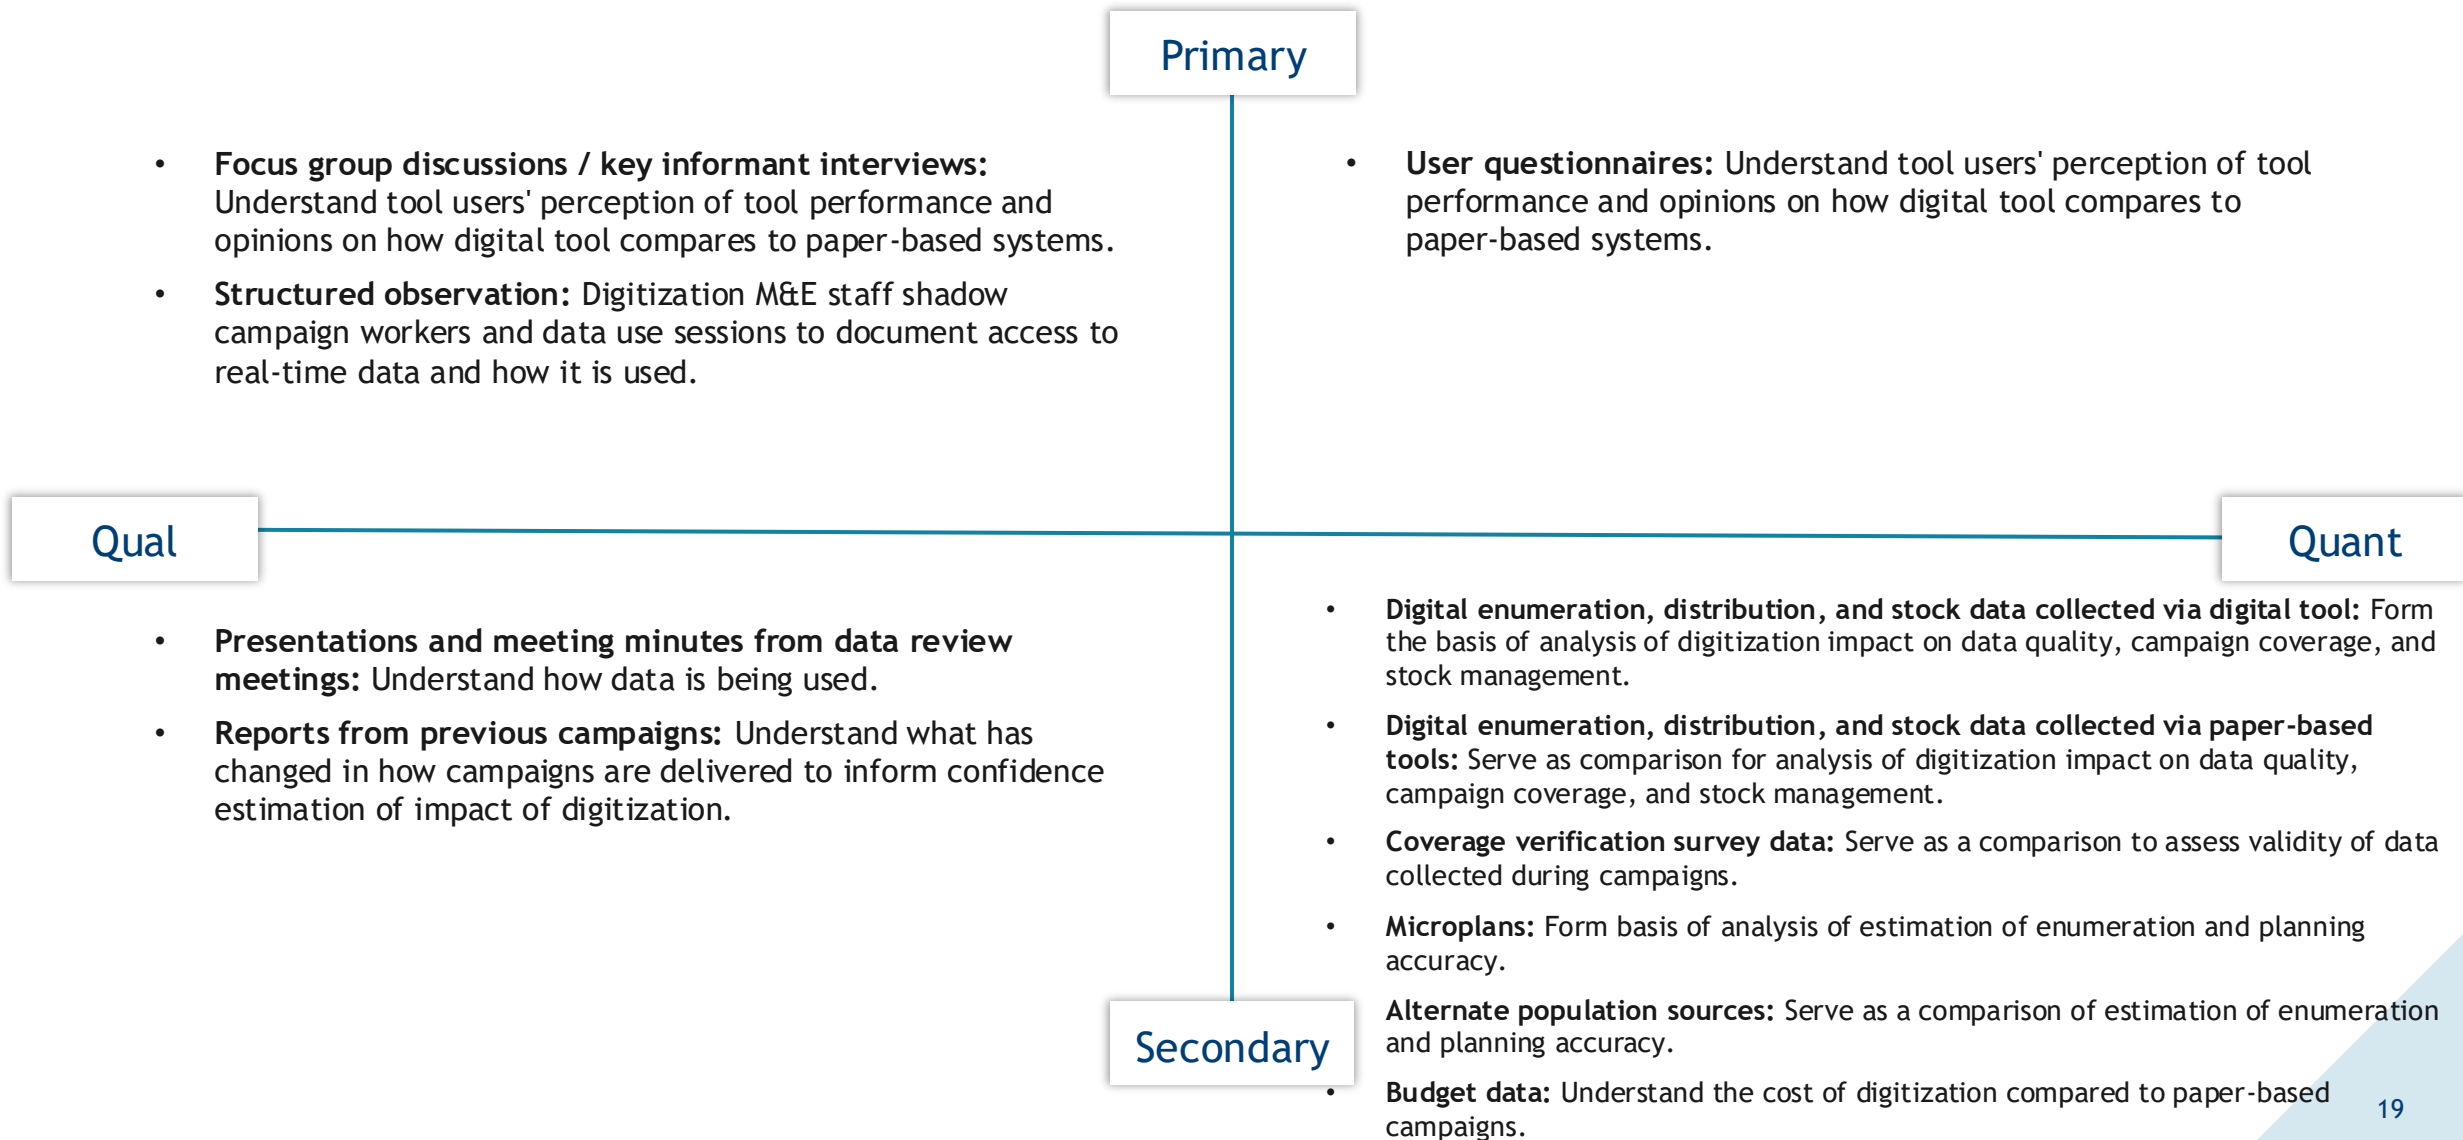 Primary
• Focus group discussions / key informant interviews:
Understand tool users' perception of tool performance and
opinions on how digital tool compares to paper-based systems.
• Structured observation: Digitization M&E staff shadow
campaign workers and data use sessions to document access to
real-time data and how it is used.
• User questionnaires: Understand tool users' perception of tool
performance and opinions on how digital tool compares to
paper-based systems.
Qual
Quant
• Presentations and meeting minutes from data review
meetings: Understand how data is being used.
• Reports from previous campaigns: Understand what has
changed in how campaigns are delivered to inform confidence
estimation of impact of digitization.
• Digital enumeration, distribution, and stock data collected via digital tool: Form
the basis of analysis of digitization impact on data quality, campaign coverage, and
stock management.
• Digital enumeration, distribution, and stock data collected via paper-based
tools: Serve as comparison for analysis of digitization impact on data quality,
campaign coverage, and stock management.
• Coverage verification survey data: Serve as a comparison to assess validity of data
collected during campaigns.
• Microplans: Form basis of analysis of estimation of enumeration and planning
accuracy.
Alternate population sources: Serve as a comparison of estimation of enumeration
and planning accuracy.
• Budget data: Understand the cost of digitization compared to paper-based
campaigns.
Secondary
19